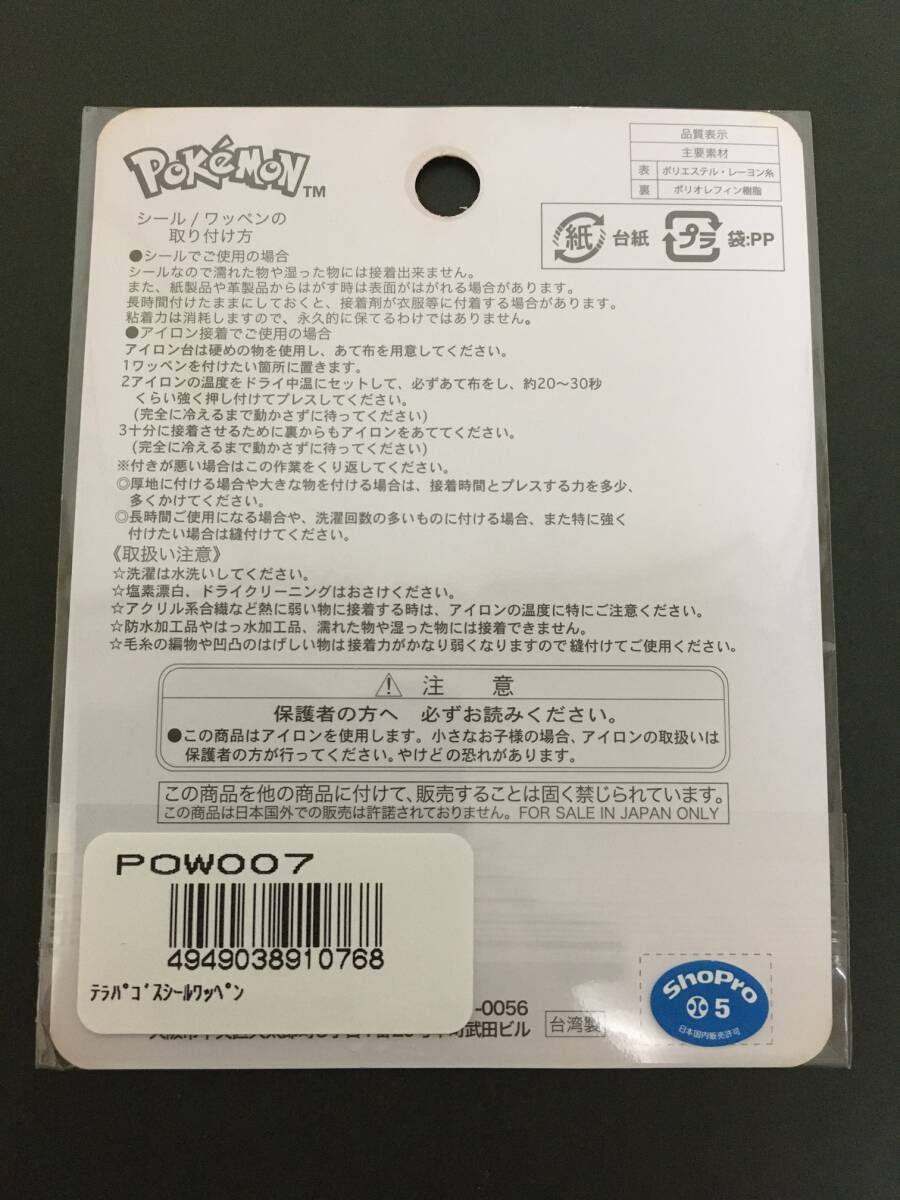 POKéMON TM
品質表示
主要素材
表 ポリエステル・レーヨン糸
裏 ポリオレフィン樹脂
紙 台紙 プラ 袋:PP
シール/ワッペンの
取り付け方
●シールでご使用の場合
シールなので濡れた物や湿った物には接着出来ません。
また、紙製品や革製品からはがす時は表面がはがれる場合があります。
長時間付けたままにしておくと、接着剤が衣服等に付着する場合があります。
粘着力は消耗しますので、永久的に保てるわけではありません。
●アイロン接着でご使用の場合
アイロン台は硬めの物を使用し、あて布を用意してください。
1ワッペンを付けたい箇所に置きます。
2アイロンの温度をドライ中温にセットして、必ずあて布をし、約20〜30秒
くらい強く押し付けてプレスしてください。
(完全に冷えるまで動かさずに待ってください)
3十分に接着させるために裏からもアイロンをあててください。
(完全に冷えるまで動かさずに待ってください)
※付きが悪い場合はこの作業をくり返してください。
◎厚地に付ける場合や大きな物を付ける場合は、接着時間とプレスする力を多少、
多くかけてください。
◎長時間ご使用になる場合や、洗濯回数の多いものに付ける場合、また特に強く
付けたい場合は縫付けてください。
《取扱い注意》
☆洗濯は水洗いしてください。
☆塩素漂白、ドライクリーニングはおさけください。
☆アクリル系合繊など熱に弱い物に接着する時は、アイロンの温度に特にご注意ください。
☆防水加工品やはっ水加工品、濡れた物や湿った物には接着できません。
☆毛糸の編物や凹凸のはげしい物は接着力がかなり弱くなりますので縫付けてご使用ください。
⚠ 注 意
保護者の方へ 必ずお読みください。
●この商品はアイロンを使用します。小さなお子様の場合、アイロンの取扱いは
保護者の方が行ってください。やけどの恐れがあります。
この商品を他の商品に付けて、販売することは固く禁じられています。
この商品は日本国外での販売は許諾されておりません。FOR SALE IN JAPAN ONLY
POW007
4949038910768
ﾃﾗﾊﾟｺﾞｽｼｰﾙﾜｯﾍﾟﾝ
-0056
武田ビル
台湾製
ShoPro
5
日本国内販売許可